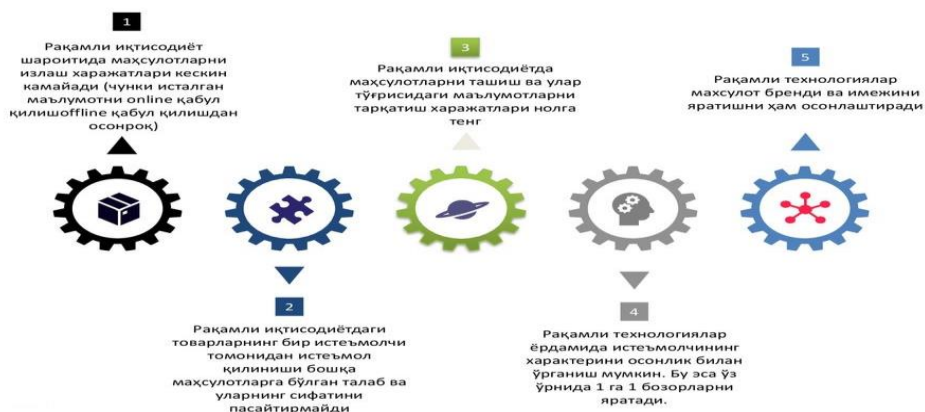 1
Рақамли иқтисодиёт
шароитида маҳсулотларни
излаш харажатлари кескин
камаяди (чунки исталган
маълумотни online қабул
қилишoffline қабул қилишдан
осонроқ)
2
Рақамли иқтисодиётдаги
товарларнинг бир истеъмолчи
томонидан истеъмол
қилиниши бошқа
маҳсулотларга бўлган талаб ва
уларнинг сифатини
пасайтирмайди
3
Рақамли иқтисодиётда
маҳсулотларни ташиш ва улар
тўғрисидаги маълумотларни
тарқатиш харажатлари нолга
тенг
4
Рақамли технологиялар
ёрдамида истеъмолчининг
характерини осонлик билан
ўрганиш мумкин. Бу эса ўз
ўрнида 1 га 1 бозорларни
яратади.
5
Рақамли технологиялар
махсулот бренди ва имежини
яратишни ҳам осонлаштиради